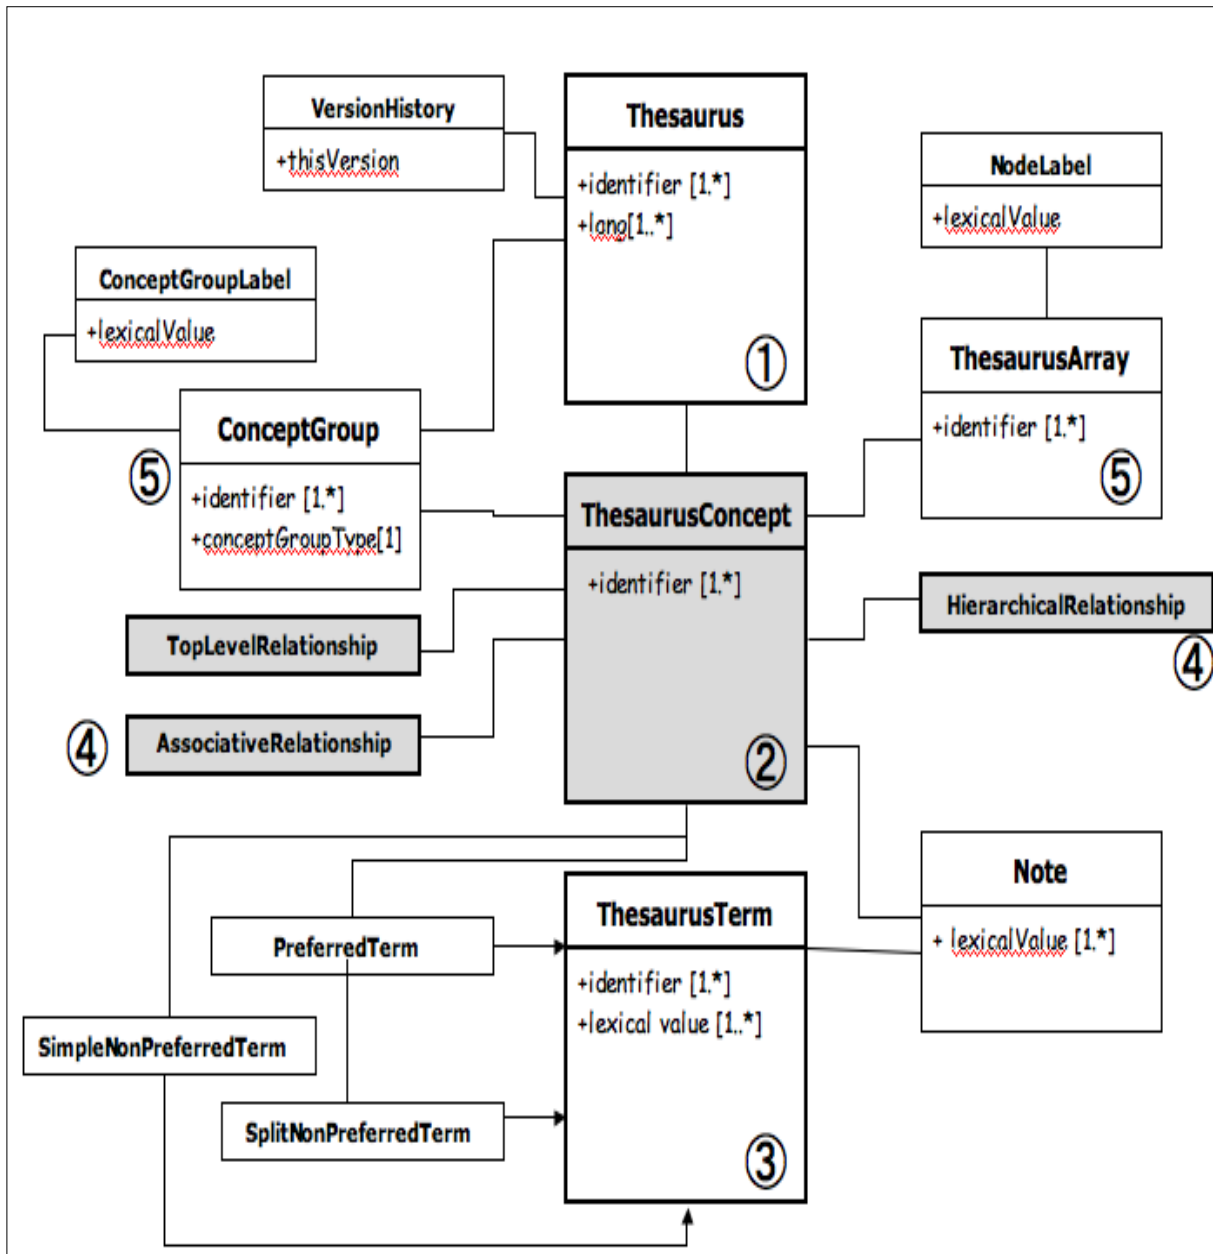 VersionHistory
+thisVersion
Thesaurus
+identifier [1.*]
+lang[1..*]
①
NodeLabel
+lexicalValue
ConceptGroupLabel
+lexicalValue
ThesaurusArray
+identifier [1.*]
⑤
ConceptGroup
+identifier [1.*]
+conceptGroupType[1]
⑤
ThesaurusConcept
+identifier [1.*]
②
HierarchicalRelationship
④
TopLevelRelationship
AssociativeRelationship
④
Note
+ lexicalValue [1.*]
ThesaurusTerm
+identifier [1.*]
+lexical value [1..*]
③
PreferredTerm
SimpleNonPreferredTerm
SplitNonPreferredTerm